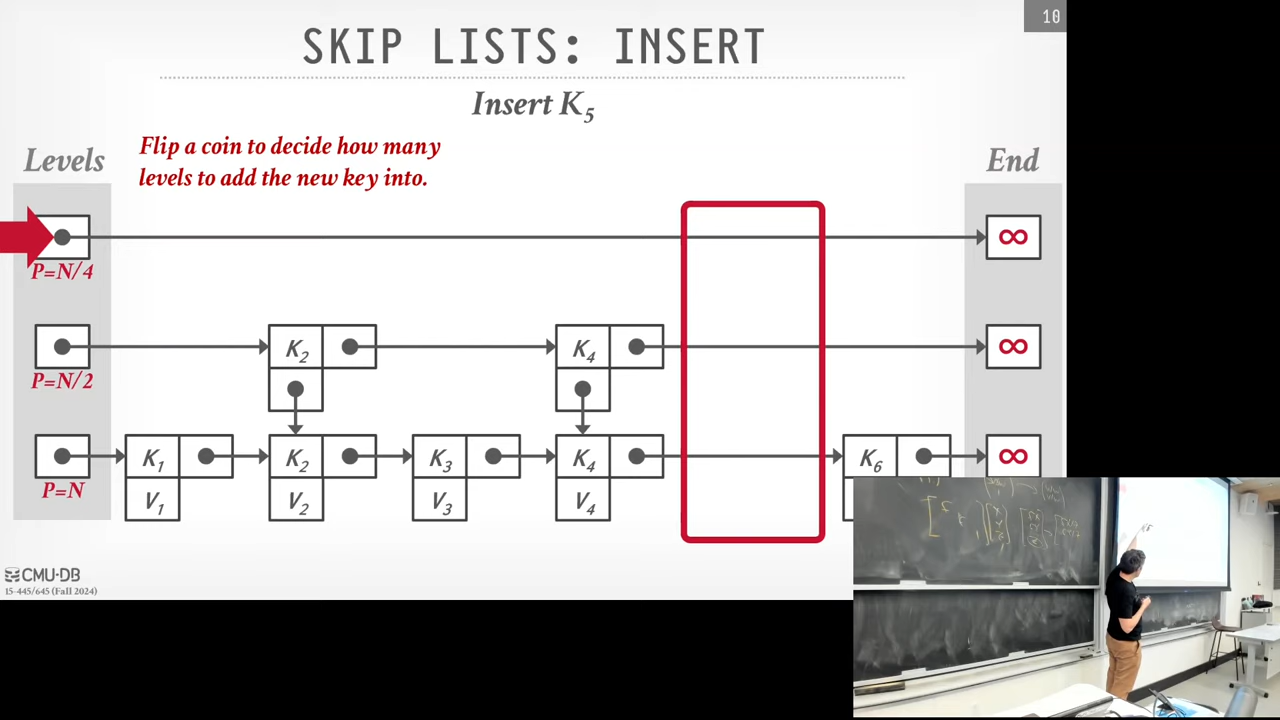 10
SKIP LISTS: INSERT
Insert K5
Flip a coin to decide how many
levels to add the new key into.
Levels
End
∞
P=N/4
K2
K4
∞
P=N/2
K1
K2
K3
K4
K6
∞
P=N
V1
V2
V3
V4
CMU·DB
15-445/645 (Fall 2024)